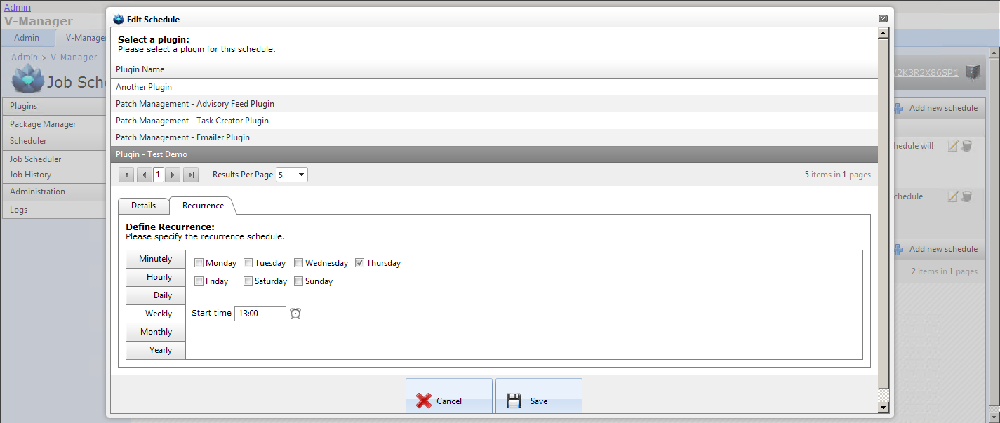 Admin
V-Manager
Admin
Admin > V-Manager
Plugins
Package Manager
Scheduler
Job Scheduler
Job History
Administration
Logs
Edit Schedule
Select a plugin:
Please select a plugin for this schedule.
Plugin Name
Another Plugin
Patch Management - Advisory Feed Plugin
Patch Management - Task Creator Plugin
Patch Management - Emailer Plugin
Plugin - Test Demo
1 Results Per Page 5
5 items in 1 pages
Details Recurrence
Define Recurrence:
Please specify the recurrence schedule.
Minutely
Hourly
Daily
Weekly
Monthly
Yearly
Monday Tuesday Wednesday Thursday
Friday Saturday Sunday
Start time 13:00
Cancel Save
Job
/2K3R2X86SP1
Add new schedule
will
Add new schedule
2 items in 1 pages